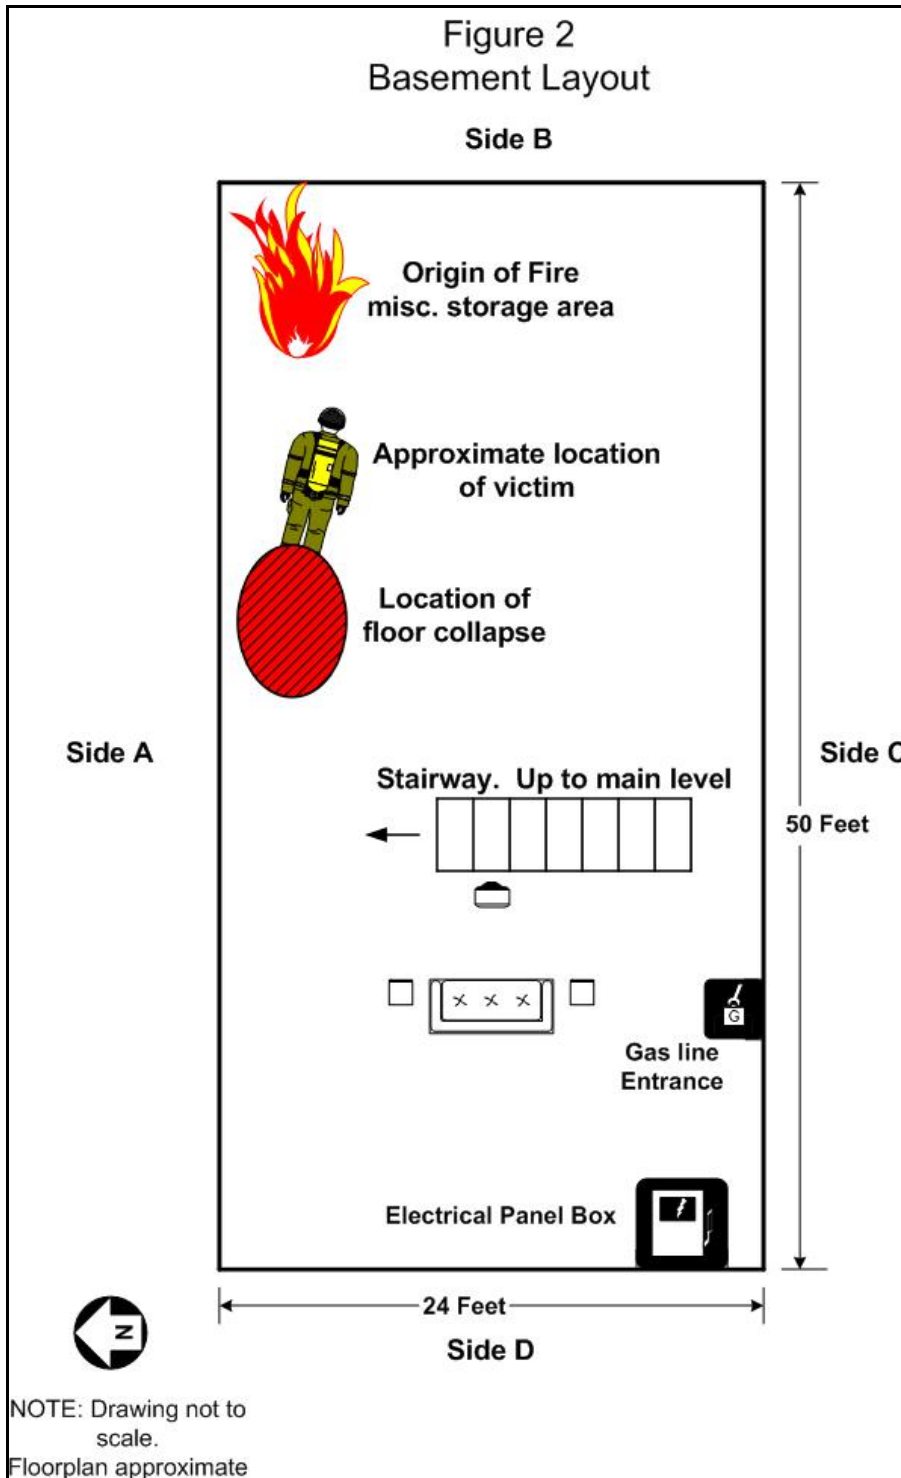 Figure 2
Basement Layout
Side B
Origin of Fire
misc. storage area
Approximate location
of victim
Location of
floor collapse
Side A
Side C
Stairway. Up to main level
50 Feet
G
Gas line
Entrance
Electrical Panel Box
24 Feet
Side D
N
NOTE: Drawing not to
scale.
Floorplan approximate